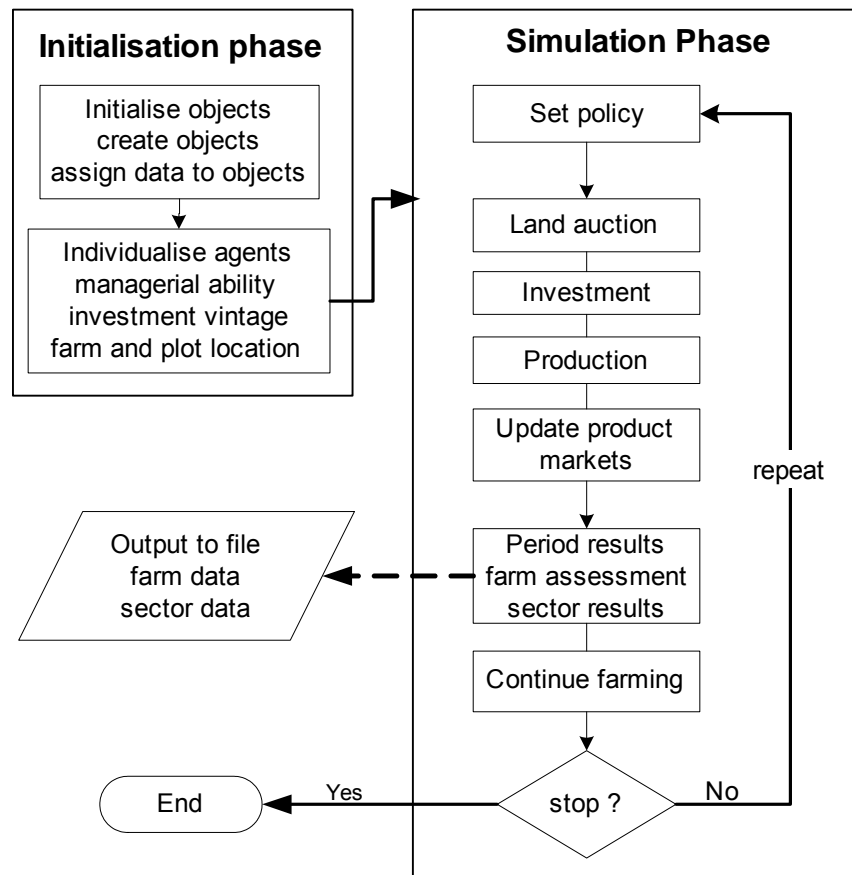 Initialisation phase
Initialise objects
create objects
assign data to objects
Individualise agents
managerial ability
investment vintage
farm and plot location
Simulation Phase
Set policy
Land auction
Investment
Production
Update product
markets
repeat
Period results
farm assessment
sector results
Output to file
farm data
sector data
Continue farming
stop ?
No
Yes
End